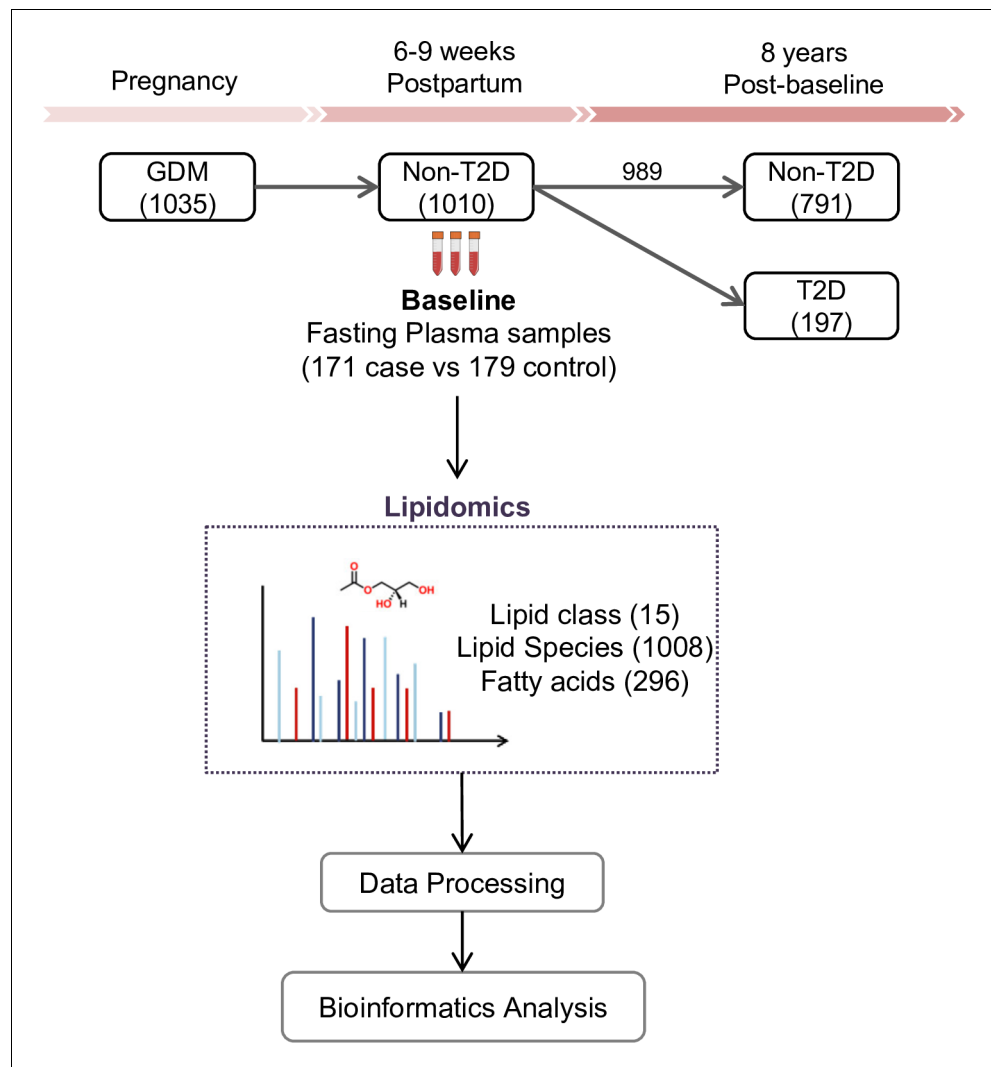 Pregnancy
6-9 weeks
Postpartum
8 years
Post-baseline
GDM
(1035)
Non-T2D
(1010)
989
Non-T2D
(791)
T2D
(197)
Baseline
Fasting Plasma samples
(171 case vs 179 control)
Lipidomics
O
O
OH
HO
H
Lipid class (15)
Lipid Species (1008)
Fatty acids (296)
Data Processing
Bioinformatics Analysis